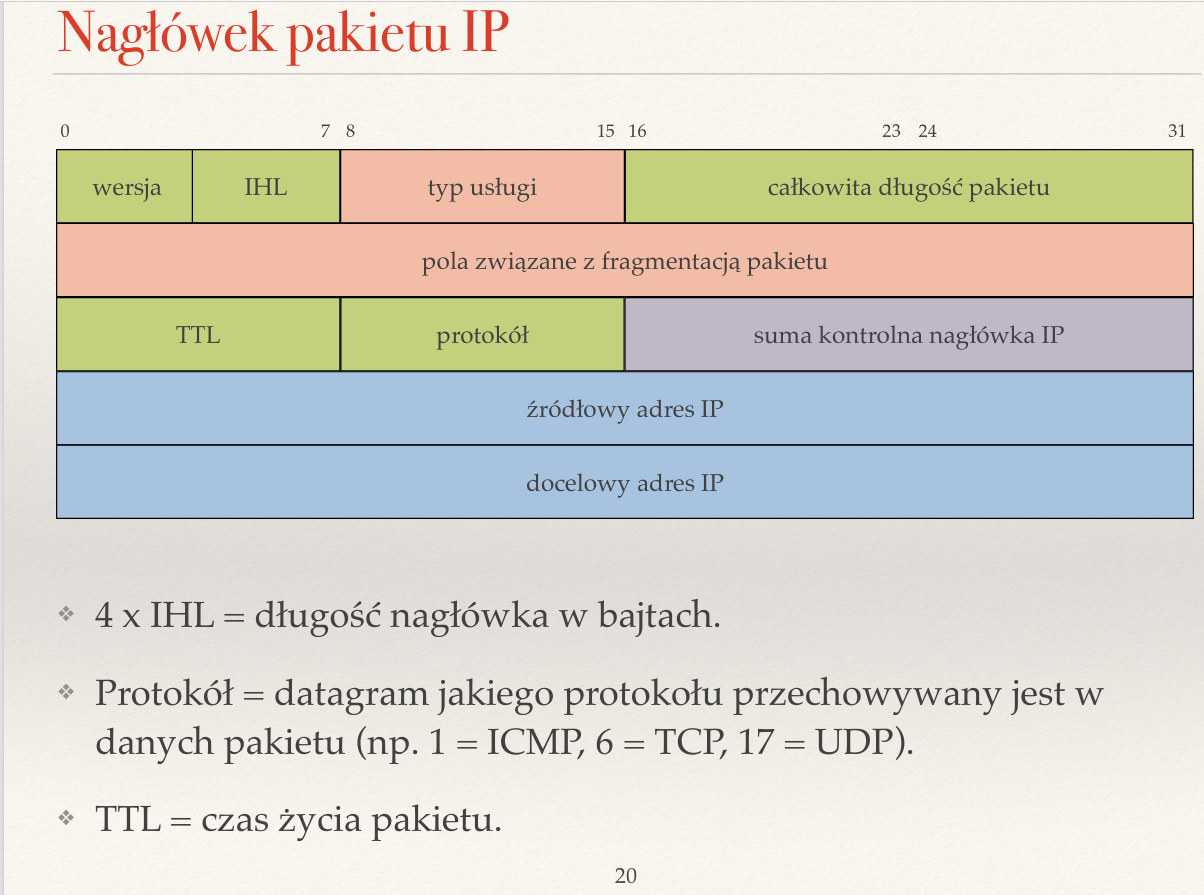 Nagłówek pakietu IP
0 7 8 15 16 23 24 31
wersja IHL typ usługi całkowita długość pakietu
pola związane z fragmentacją pakietu
TTL protokół suma kontrolna nagłówka IP
źródłowy adres IP
docelowy adres IP
❖ 4 x IHL = długość nagłówka w bajtach.
❖ Protokół = datagram jakiego protokołu przechowywany jest w
danych pakietu (np. 1 = ICMP, 6 = TCP, 17 = UDP).
❖ TTL = czas życia pakietu.
20